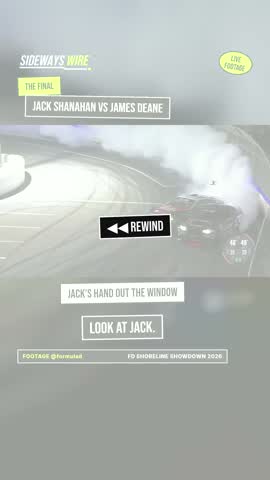 SIDEWAYS WIRE.
LIVE
FOOTAGE
THE FINAL
JACK SHANAHAN VS JAMES DEANE
REWIND
JACK'S HAND OUT THE WINDOW
LOOK AT JACK.
FOOTAGE @formulad
FD SHORELINE SHOWDOWN 2026